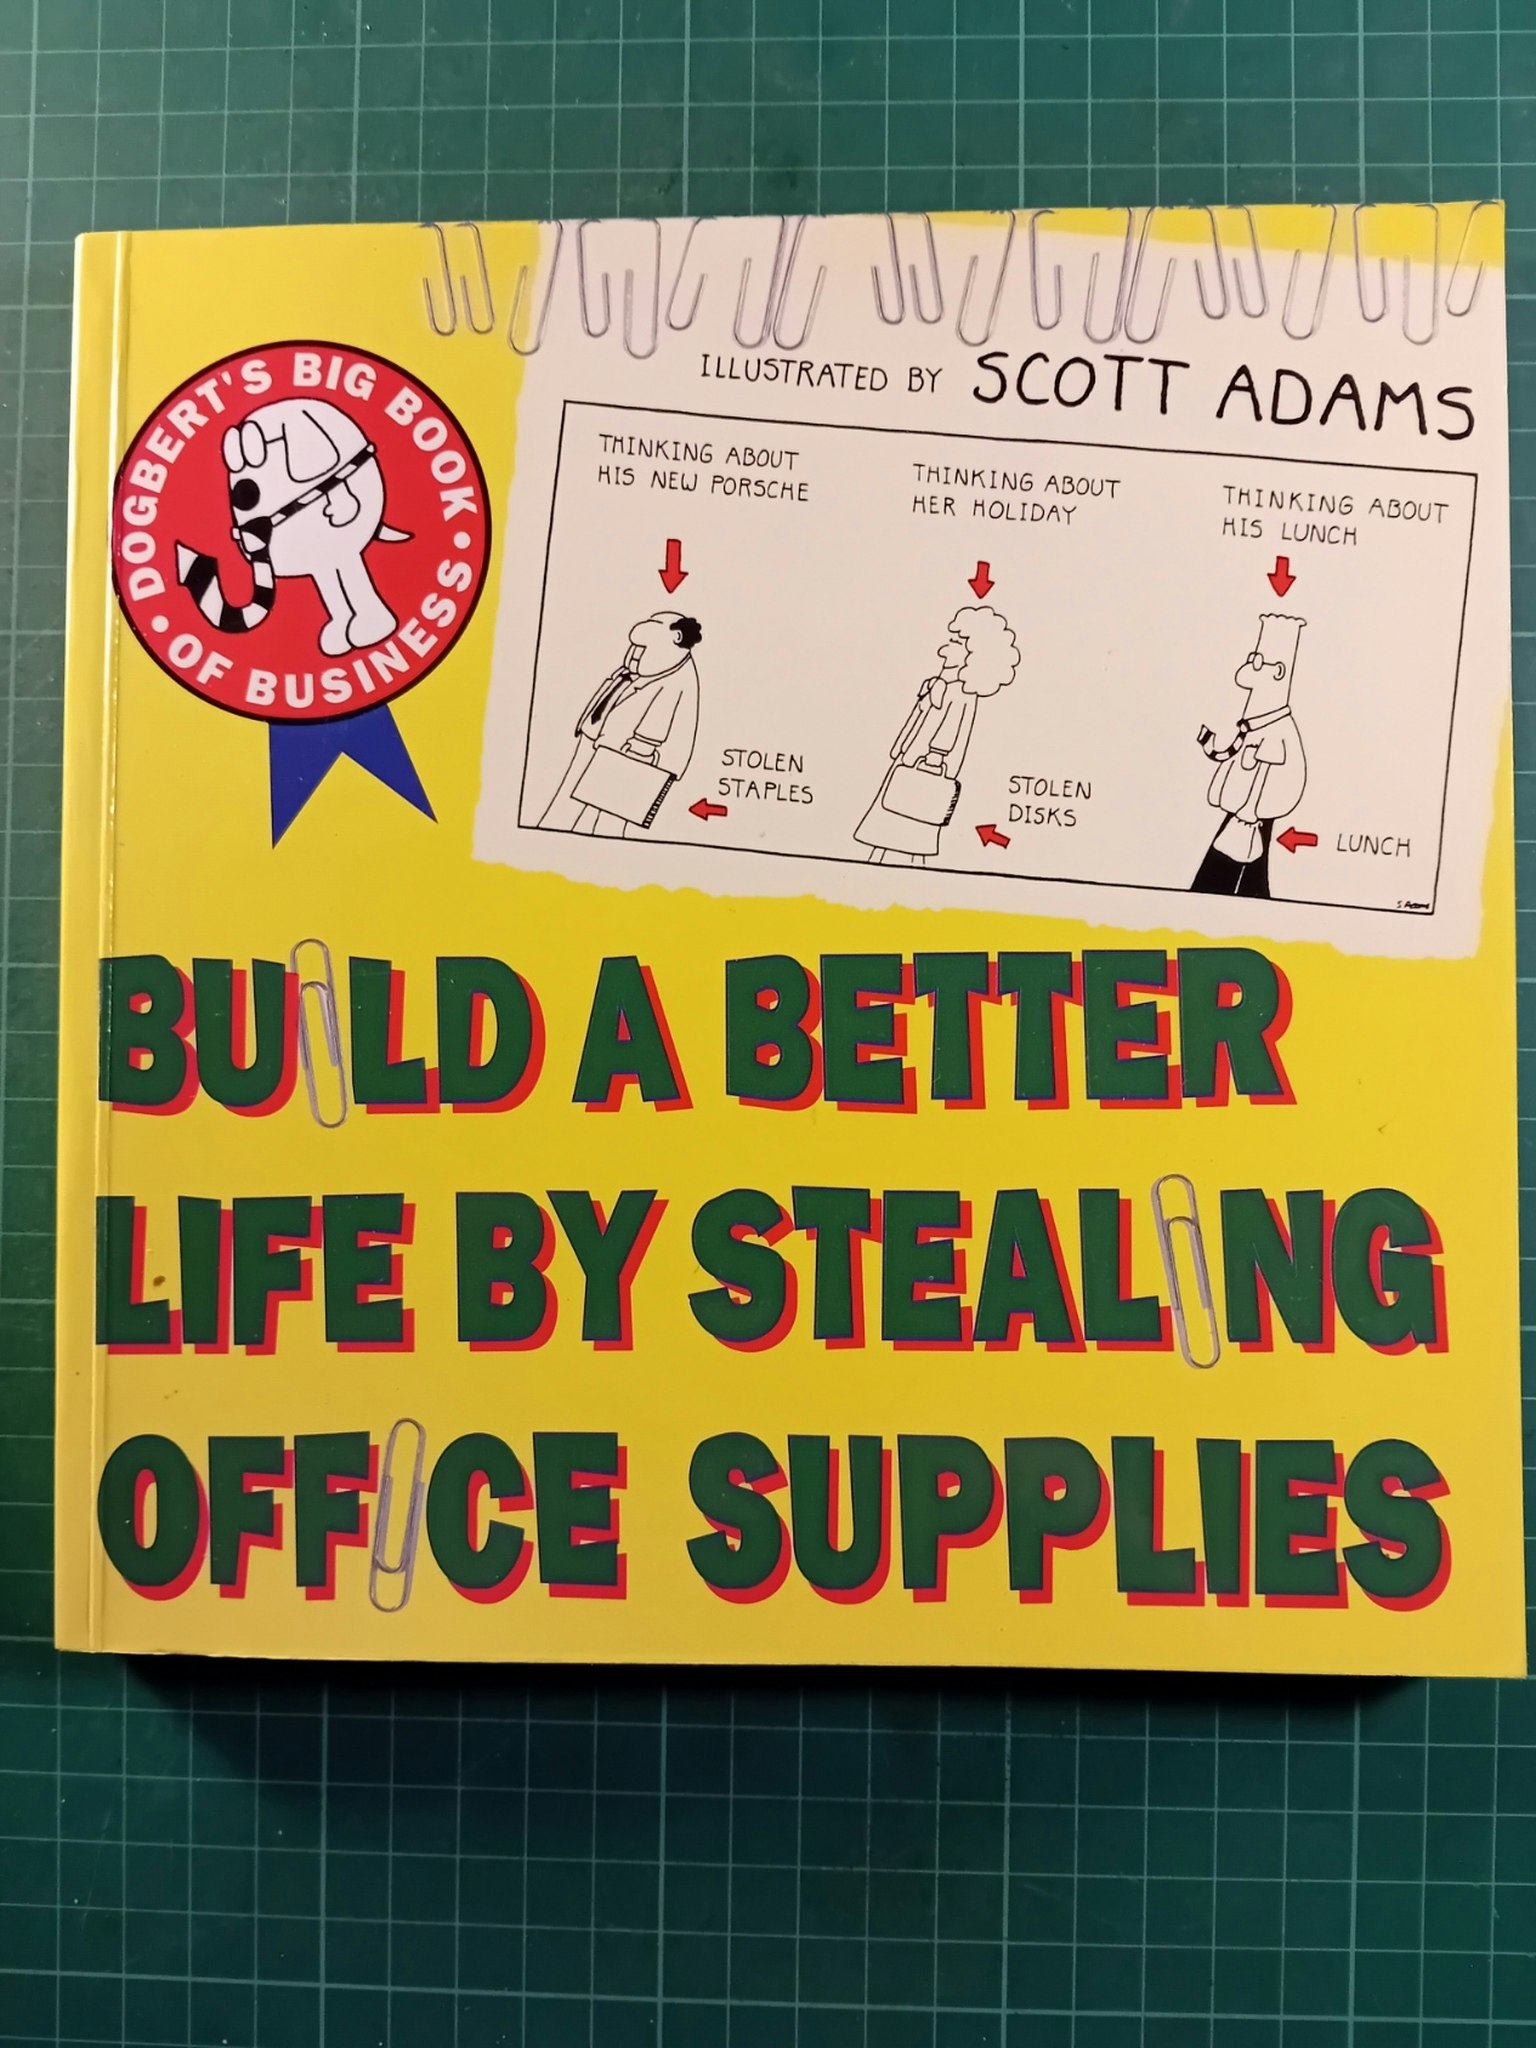 DOGBERT'S BIG BOOK
• OF BUSINESS •
ILLUSTRATED BY SCOTT ADAMS
THINKING ABOUT
HIS NEW PORSCHE
THINKING ABOUT
HER HOLIDAY
THINKING ABOUT
HIS LUNCH
STOLEN
STAPLES
STOLEN
DISKS
LUNCH
S. ADAMS
BUILD A BETTER
LIFE BY STEALING
OFFICE SUPPLIES